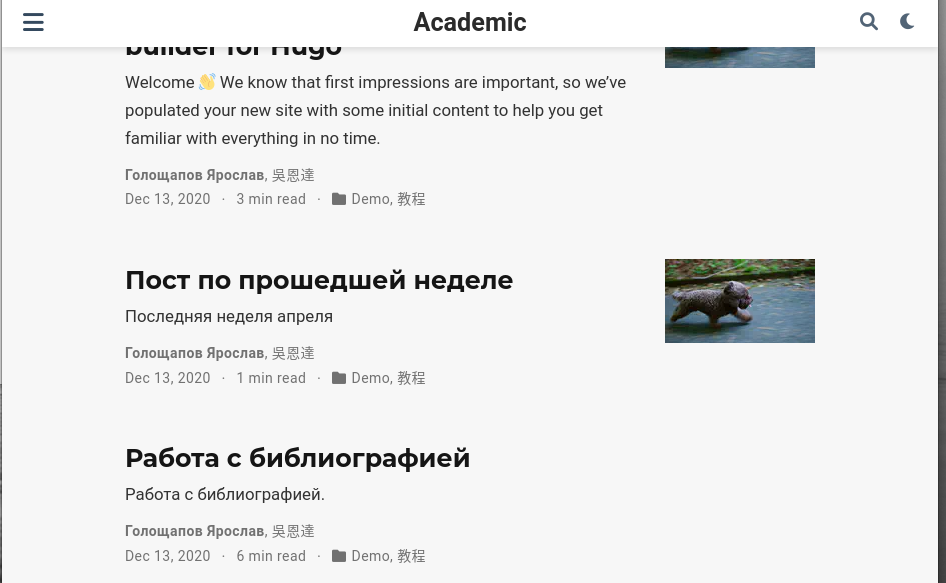 Academic
builder for Hugo
Welcome 👋 We know that first impressions are important, so we've
populated your new site with some initial content to help you get
familiar with everything in no time.
Голощапов Ярослав, 吳恩達
Dec 13, 2020 · 3 min read · Demo, 教程
Пост по прошедшей неделе
Последняя неделя апреля
Голощапов Ярослав, 吳恩達
Dec 13, 2020 · 1 min read · Demo, 教程
Работа с библиографией
Работа с библиографией.
Голощапов Ярослав, 吳恩達
Dec 13, 2020 · 6 min read · Demo, 教程